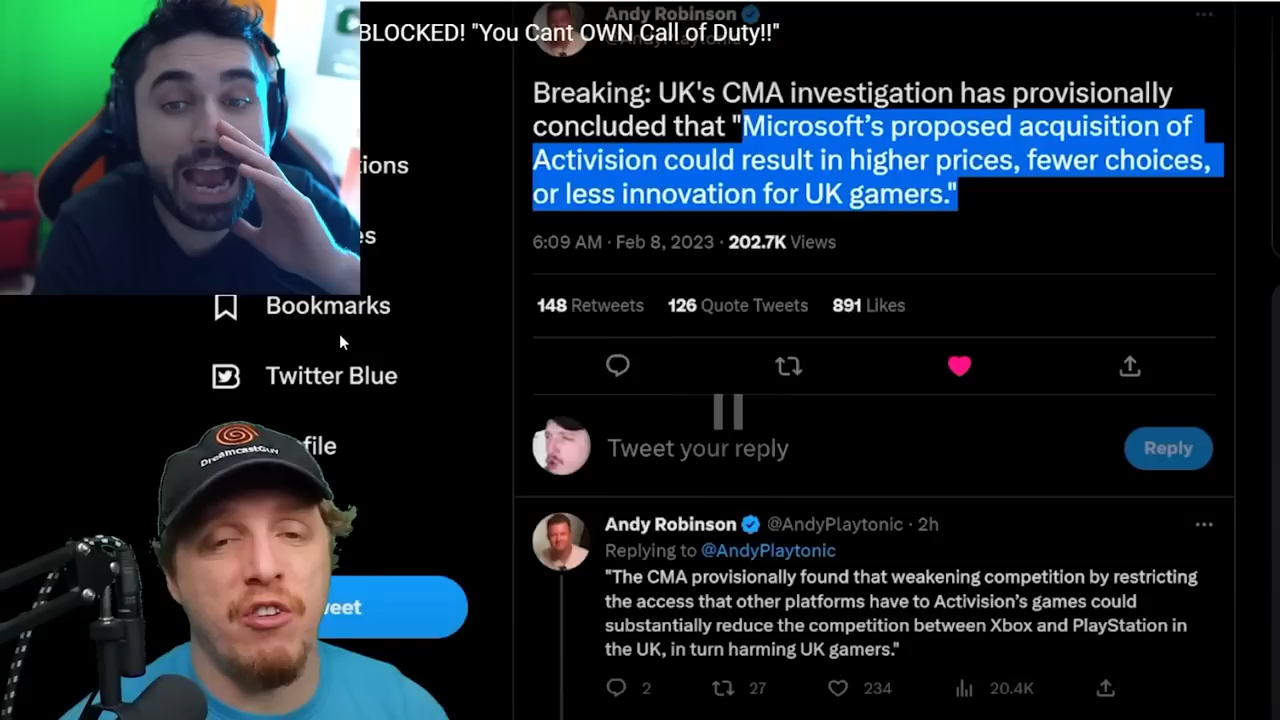 BLOCKED! "You Cant OWN Call of Duty!!"
Andy Robinson
@AndyPlaytonic
Breaking: UK's CMA investigation has provisionally
concluded that "Microsoft's proposed acquisition of
Activision could result in higher prices, fewer choices,
or less innovation for UK gamers."
6:09 AM · Feb 8, 2023 · 202.7K Views
148 Retweets 126 Quote Tweets 891 Likes
Tweet your reply
Reply
Andy Robinson @AndyPlaytonic · 2h
Replying to @AndyPlaytonic
"The CMA provisionally found that weakening competition by restricting
the access that other platforms have to Activision's games could
substantially reduce the competition between Xbox and PlayStation in
the UK, in turn harming UK gamers."
2 27 234 20.4K
tions
es
Bookmarks
Twitter Blue
file
weet
DreamcastGuy